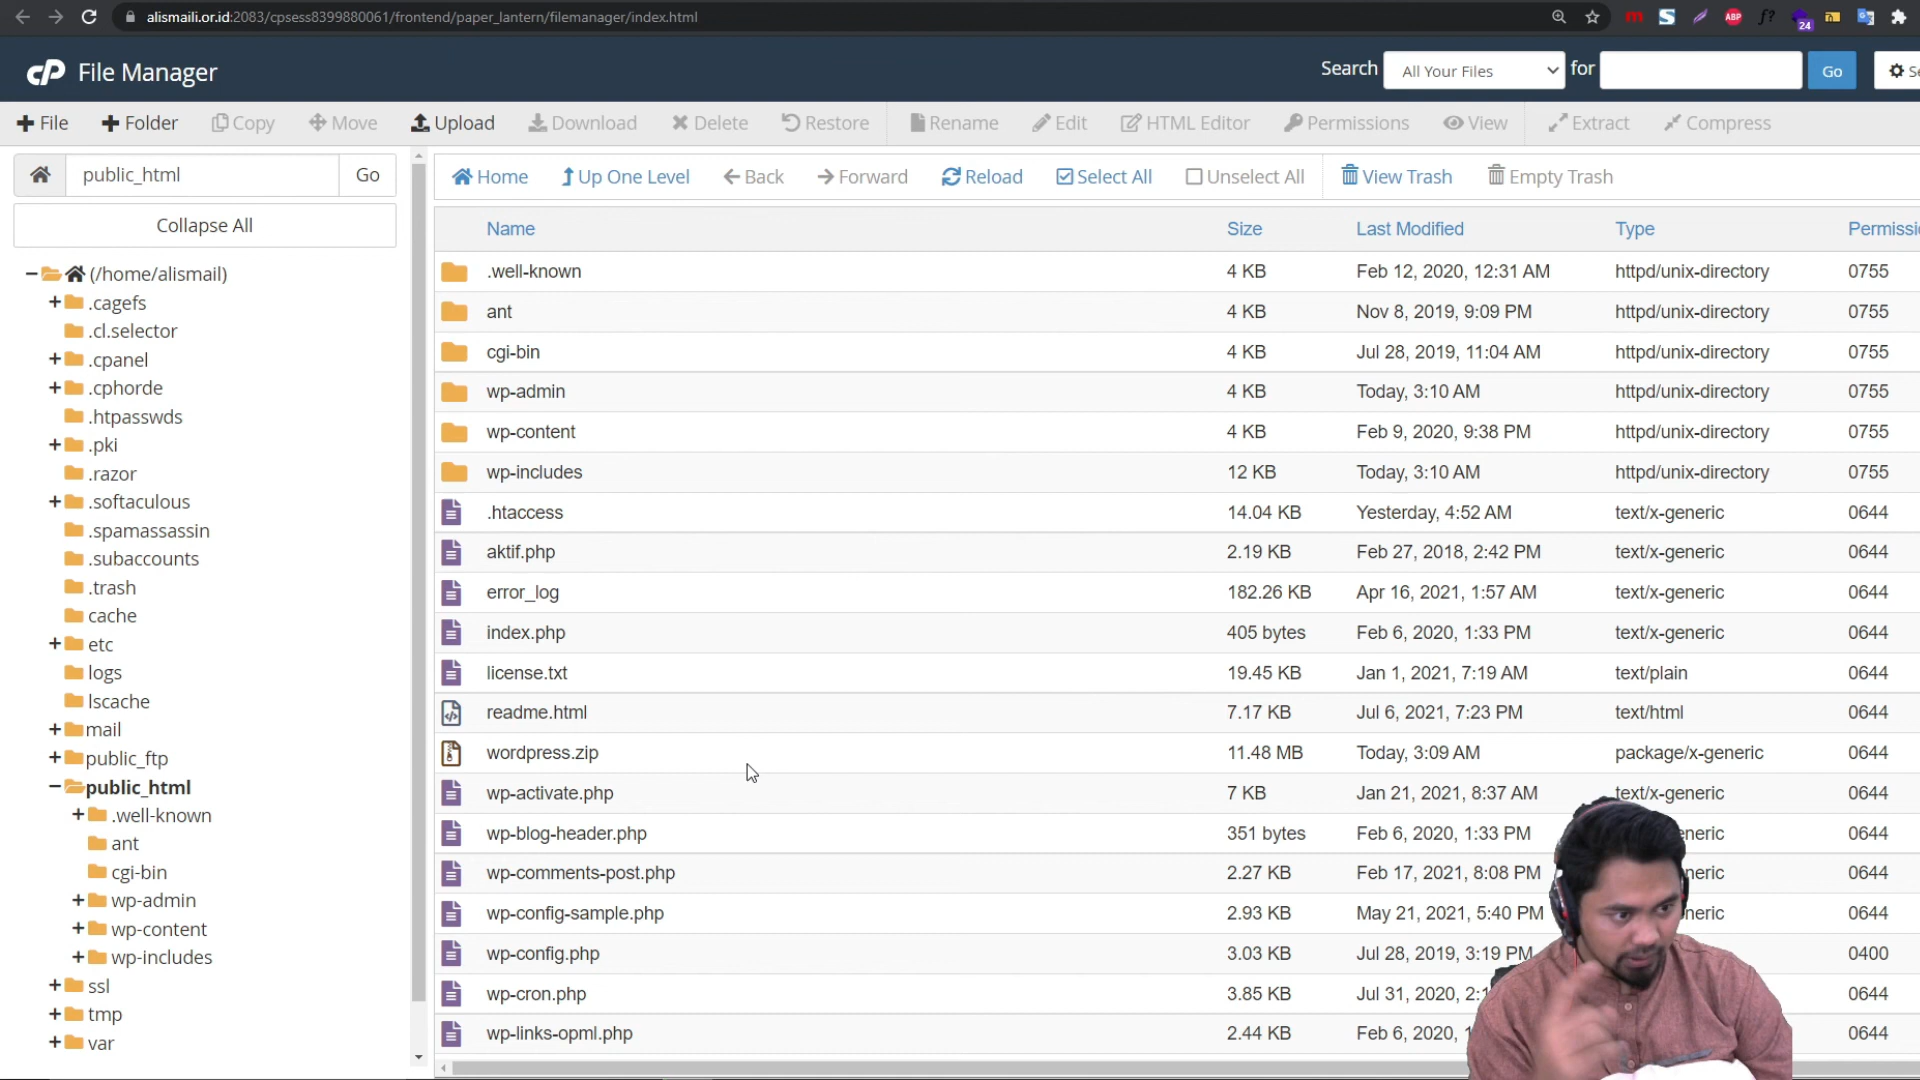 alismaili.or.id:2083/cpsess8399880061/frontend/paper_lantern/filemanager/index.html
ABP
24
cP File Manager
Search All Your Files for Go
File Folder Copy Move Upload Download Delete Restore Rename Edit HTML Editor Permissions View Extract Compress
public_html Go
Home Up One Level Back Forward Reload Select All Unselect All View Trash Empty Trash
Collapse All
(/home/alismail)
.cagefs
.cl.selector
.cpanel
.cphorde
.htpasswds
.pki
.razor
.softaculous
.spamassassin
.subaccounts
.trash
cache
etc
logs
lscache
mail
public_ftp
public_html
.well-known
ant
cgi-bin
wp-admin
wp-content
wp-includes
ssl
tmp
var
Name Size Last Modified Type
.well-known 4 KB Feb 12, 2020, 12:31 AM httpd/unix-directory 0755
ant 4 KB Nov 8, 2019, 9:09 PM httpd/unix-directory 0755
cgi-bin 4 KB Jul 28, 2019, 11:04 AM httpd/unix-directory 0755
wp-admin 4 KB Today, 3:10 AM httpd/unix-directory 0755
wp-content 4 KB Feb 9, 2020, 9:38 PM httpd/unix-directory 0755
wp-includes 12 KB Today, 3:10 AM httpd/unix-directory 0755
.htaccess 14.04 KB Yesterday, 4:52 AM text/x-generic 0644
aktif.php 2.19 KB Feb 27, 2018, 2:42 PM text/x-generic 0644
error_log 182.26 KB Apr 16, 2021, 1:57 AM text/x-generic 0644
index.php 405 bytes Feb 6, 2020, 1:33 PM text/x-generic 0644
license.txt 19.45 KB Jan 1, 2021, 7:19 AM text/plain 0644
readme.html 7.17 KB Jul 6, 2021, 7:23 PM text/html 0644
wordpress.zip 11.48 MB Today, 3:09 AM package/x-generic 0644
wp-activate.php 7 KB Jan 21, 2021, 8:37 AM text/x-generic 0644
wp-blog-header.php 351 bytes Feb 6, 2020, 1:33 PM 0644
wp-comments-post.php 2.27 KB Feb 17, 2021, 8:08 PM 0644
wp-config-sample.php 2.93 KB May 21, 2021, 5:40 PM 0644
wp-config.php 3.03 KB Jul 28, 2019, 3:19 PM 0400
wp-cron.php 3.85 KB Jul 31, 2020, 0644
wp-links-opml.php 2.44 KB Feb 6, 2020, 0644